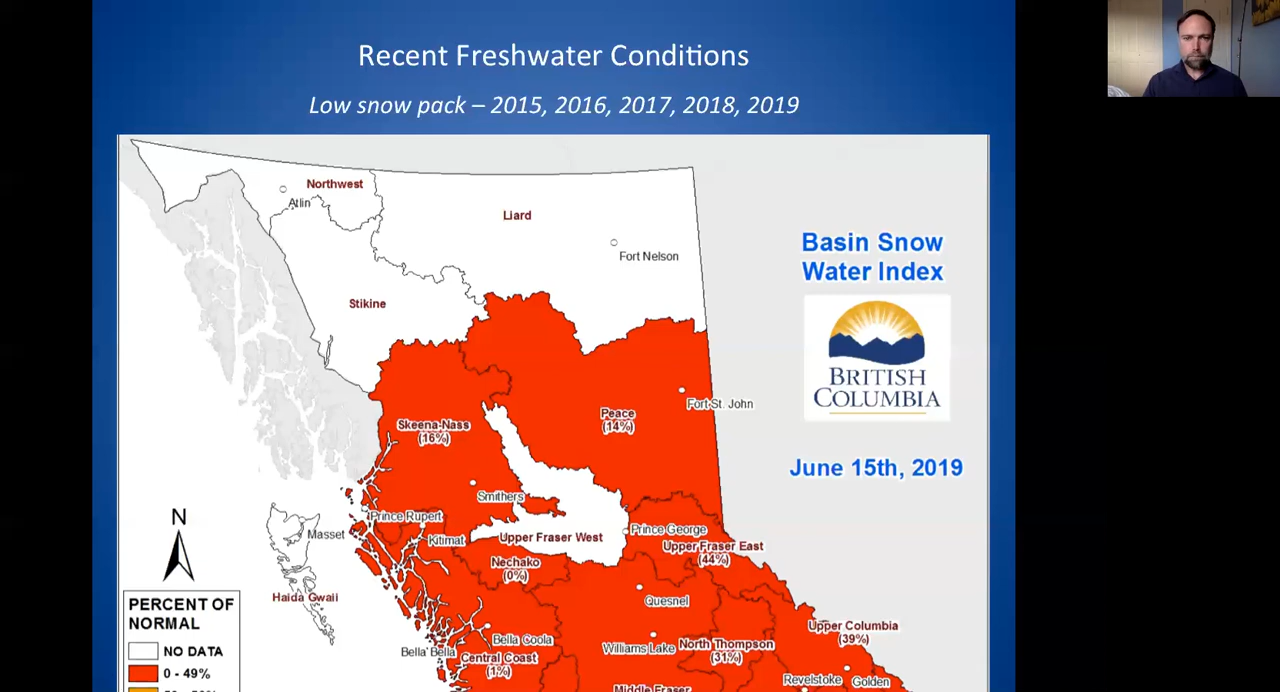 Recent Freshwater Conditions
Low snow pack – 2015, 2016, 2017, 2018, 2019
Northwest
Atlin
Liard
Fort Nelson
Basin Snow
Water Index
Stikine
BRITISH
COLUMBIA
Fort St. John
Peace
(14%)
Skeena-Nass
(16%)
June 15th, 2019
Smithers
N
Prince Rupert
Masset
Kitimat
Upper Fraser West
Prince George
Upper Fraser East
(44%)
Nechako
(0%)
Haida Gwaii
Quesnel
PERCENT OF
NORMAL
NO DATA
0 - 49%
Bella Coola
Bella Bella
Central Coast
(1%)
Williams Lake
North Thompson
(31%)
Upper Columbia
(39%)
Revelstoke
Golden
Middle Fraser